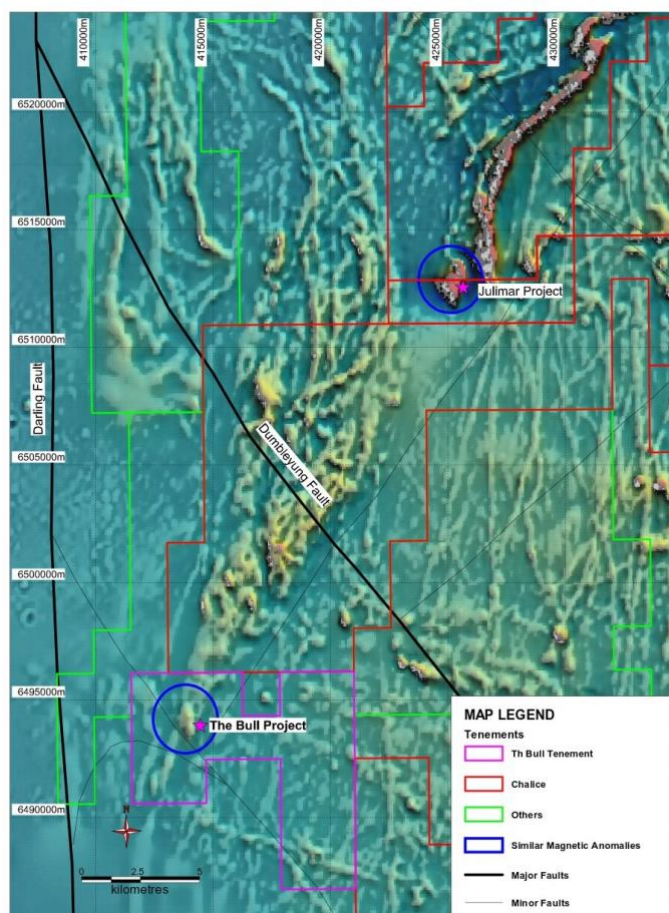 410000m
415000m
420000m
425000m
430000m
6520000m
6515000m
Julimar Project
6510000m
Darling Fault
Dumbleyung Fault
6505000m
6500000m
6495000m
The Bull Project
6490000m
N
0 2.5 5
kilometres
MAP LEGEND
Tenements
Th Bull Tenement
Chalice
Others
Similar Magnetic Anomalies
Major Faults
Minor Faults